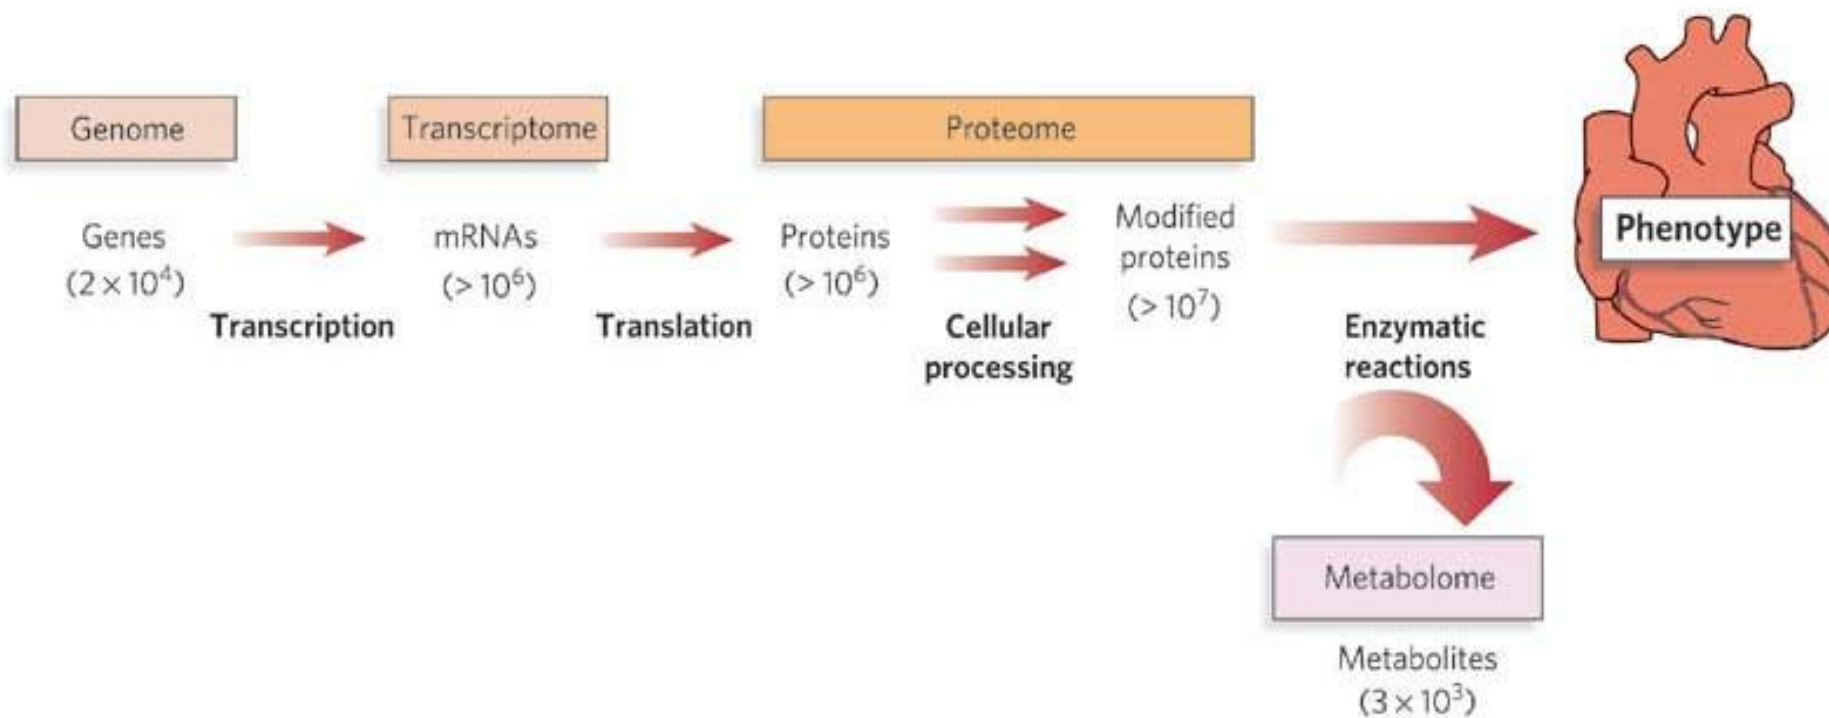 Genome
Transcriptome
Proteome
Genes
(2 × 10⁴)
Transcription
mRNAs
(> 10⁶)
Translation
Proteins
(> 10⁶)
Cellular
processing
Modified
proteins
(> 10⁷)
Enzymatic
reactions
Phenotype
Metabolome
Metabolites
(3 × 10³)